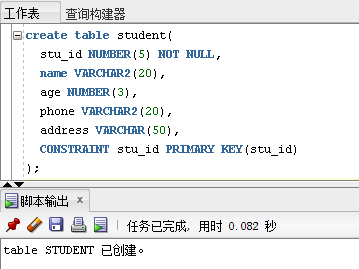 工作表 查询构建器
create table student(
stu_id NUMBER(5) NOT NULL,
name VARCHAR2(20),
age NUMBER(3),
phone VARCHAR2(20),
address VARCHAR(50),
CONSTRAINT stu_id PRIMARY KEY(stu_id)
);
脚本输出 ×
任务已完成，用时 0.082 秒
table STUDENT 已创建。